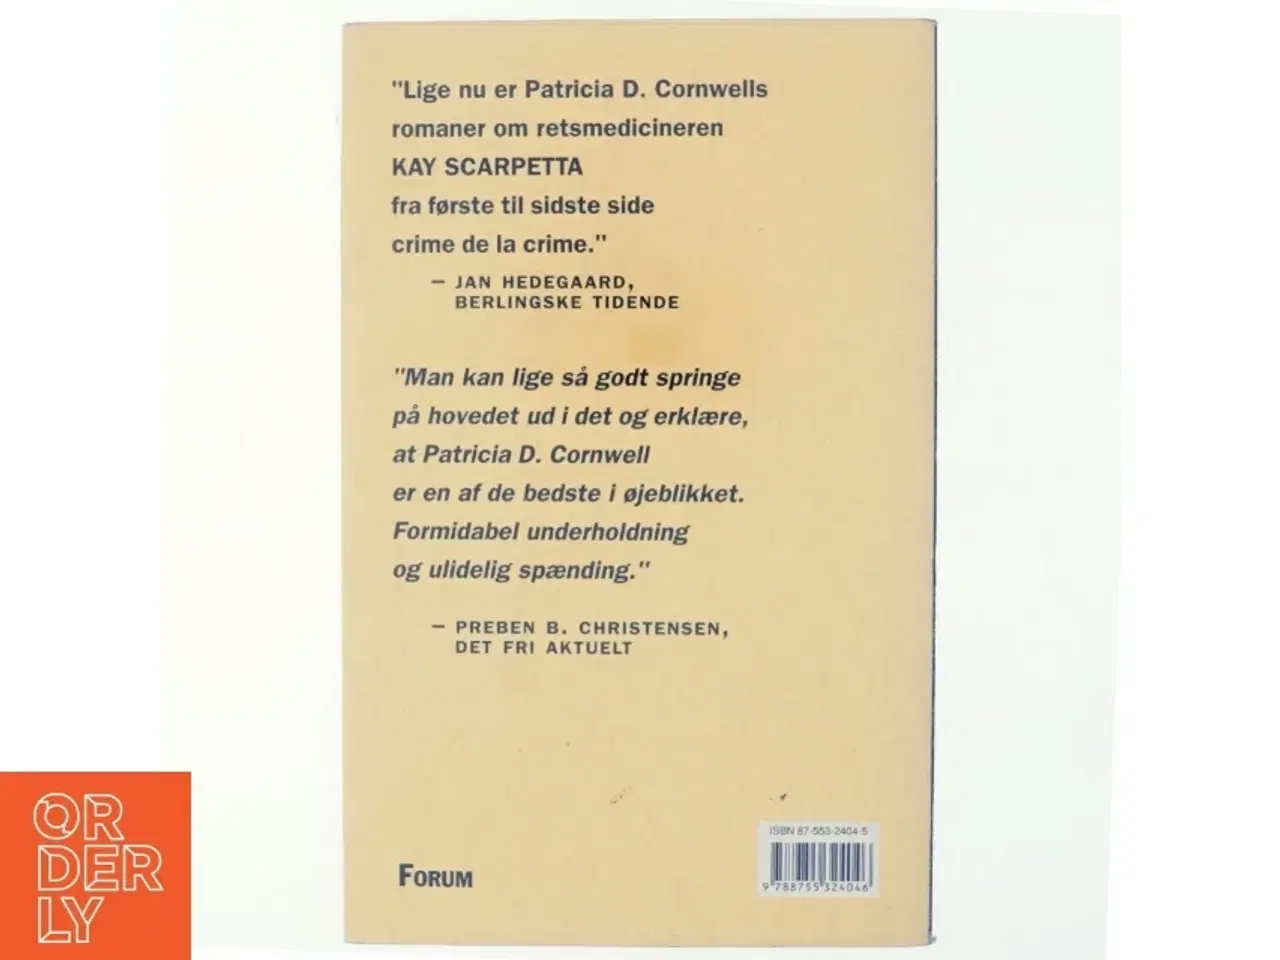 "Lige nu er Patricia D. Cornwells
romaner om retsmedicineren
KAY SCARPETTA
fra første til sidste side
crime de la crime."
– JAN HEDEGAARD,
BERLINGSKE TIDENDE
"Man kan lige så godt springe
på hovedet ud i det og erklære,
at Patricia D. Cornwell
er en af de bedste i øjeblikket.
Formidabel underholdning
og ulidelig spænding."
– PREBEN B. CHRISTENSEN,
DET FRI AKTUELT
ISBN 87-553-2404-5
9 788755 324046
FORUM
OR
DER
LY